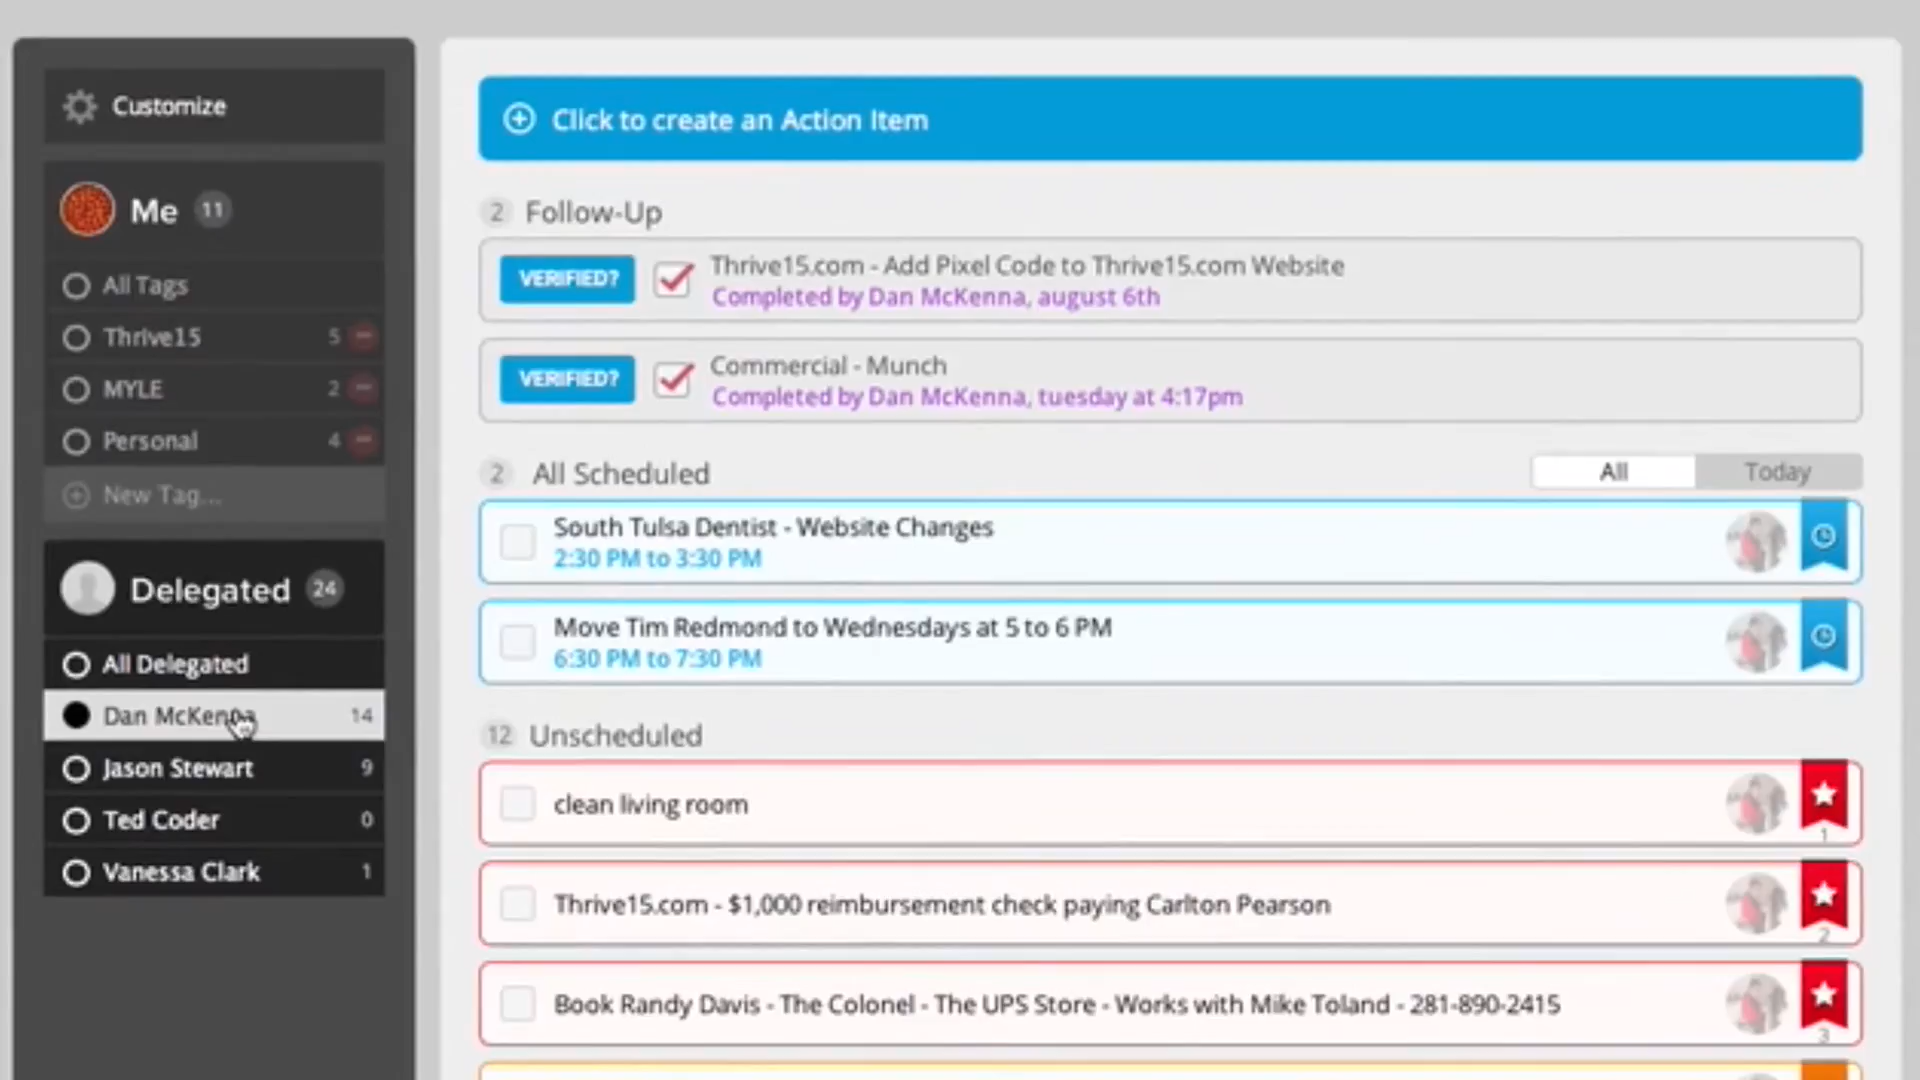 Customize
Me 11
All Tags
Thrive15 5
MYLE 2
Personal 4
New Tag...
Delegated 24
All Delegated
Dan McKenna 14
Jason Stewart 9
Ted Coder 0
Vanessa Clark 1
Click to create an Action Item
2 Follow-Up
VERIFIED? Thrive15.com - Add Pixel Code to Thrive15.com Website
Completed by Dan McKenna, august 6th
VERIFIED? Commercial - Munch
Completed by Dan McKenna, tuesday at 4:17pm
2 All Scheduled All Today
South Tulsa Dentist - Website Changes
2:30 PM to 3:30 PM
Move Tim Redmond to Wednesdays at 5 to 6 PM
6:30 PM to 7:30 PM
12 Unscheduled
clean living room
1
Thrive15.com - $1,000 reimbursement check paying Carlton Pearson
2
Book Randy Davis - The Colonel - The UPS Store - Works with Mike Toland - 281-890-2415
3